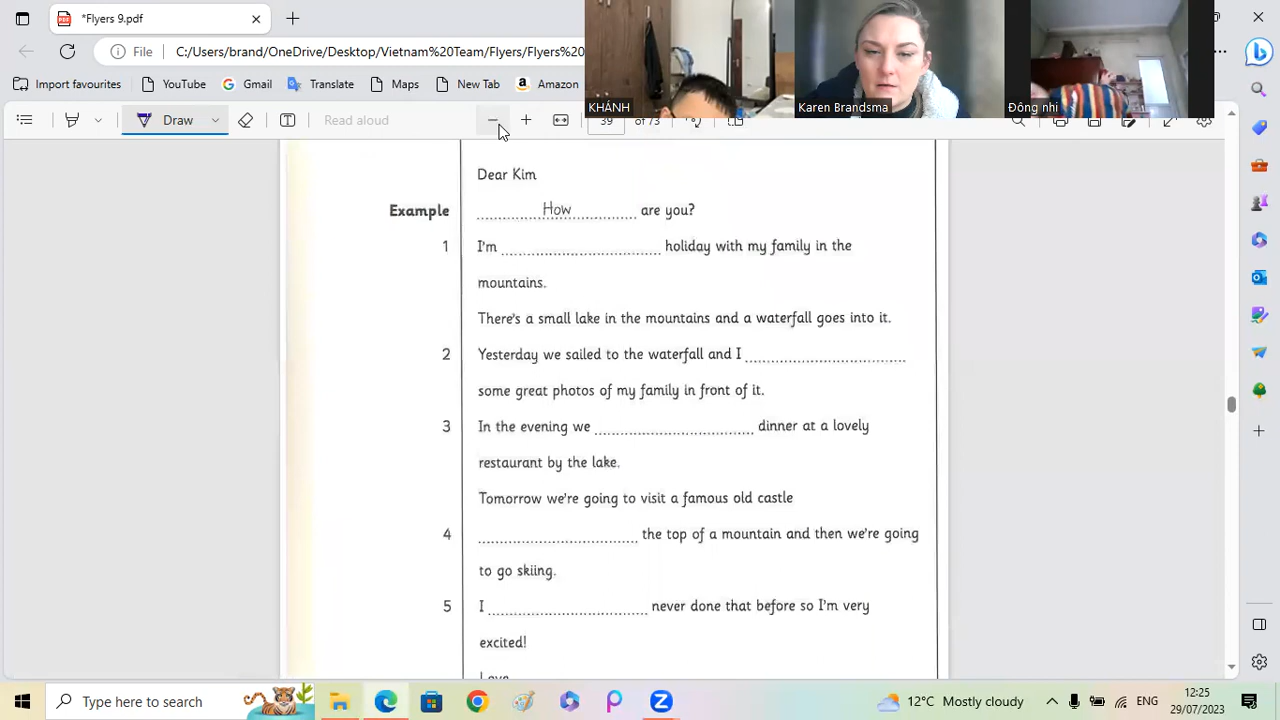 *Flyers 9.pdf
File
C:/Users/brand/OneDrive/Desktop/Vietnam%20Team/Flyers/Flyers%20
Import favourites
YouTube
Gmail
Translate
Maps
New Tab
Amazon
KHÁNH
Karen Brandsma
Đông nhi
Draw
Read aloud
39
of 73
Dear Kim
Example How are you?
1 I'm ............ holiday with my family in the
mountains.
There's a small lake in the mountains and a waterfall goes into it.
2 Yesterday we sailed to the waterfall and I ............
some great photos of my family in front of it.
3 In the evening we ............ dinner at a lovely
restaurant by the lake.
Tomorrow we're going to visit a famous old castle
4 ............ the top of a mountain and then we're going
to go skiing.
5 I ............ never done that before so I'm very
excited!
Love
Type here to search
12°C Mostly cloudy
ENG
12:25
29/07/2023